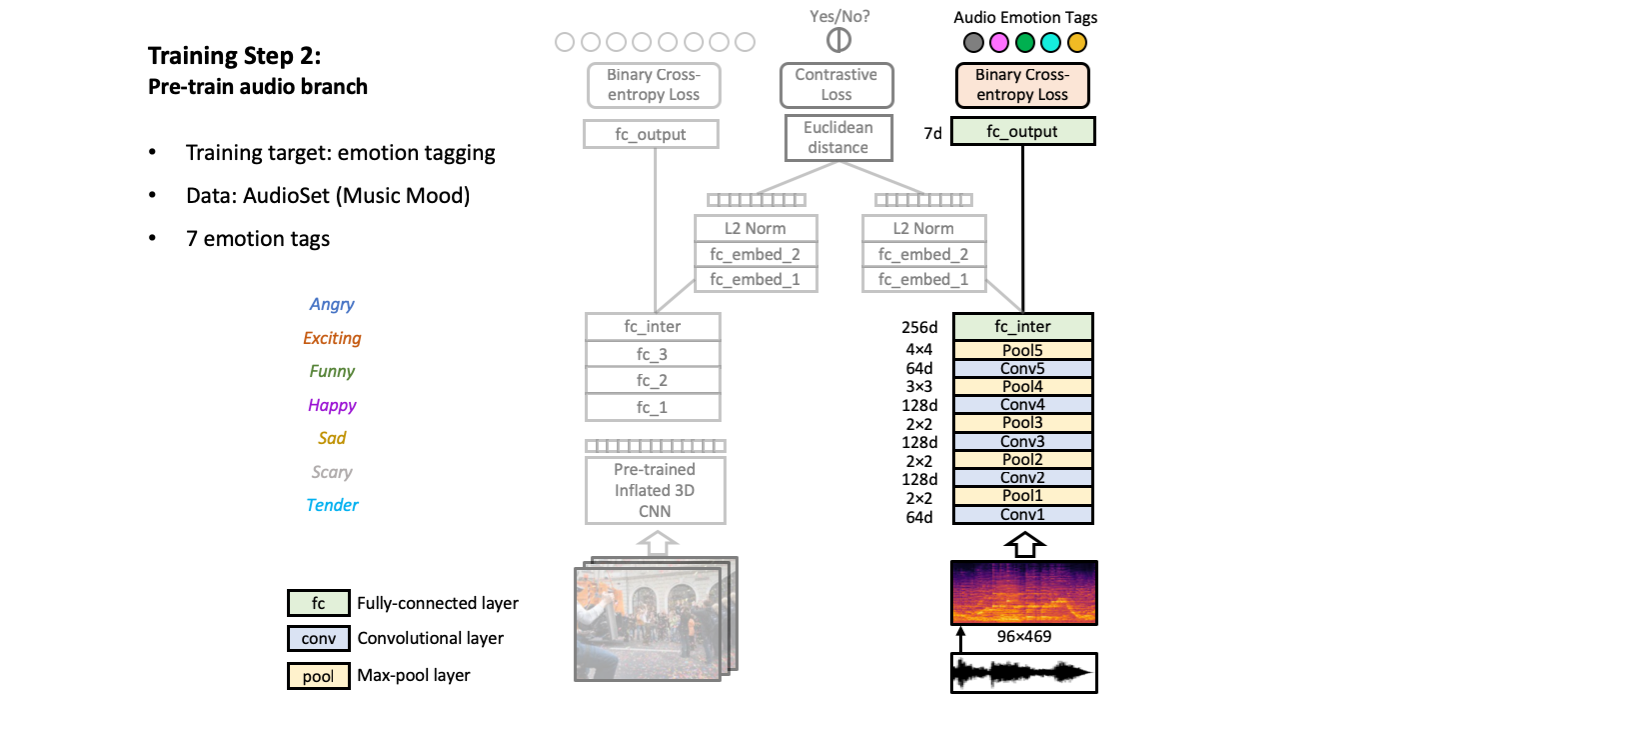 Training Step 2:
Pre-train audio branch
• Training target: emotion tagging
• Data: AudioSet (Music Mood)
• 7 emotion tags
Angry
Exciting
Funny
Happy
Sad
Scary
Tender
fc Fully-connected layer
conv Convolutional layer
pool Max-pool layer
Binary Cross-
entropy Loss
fc_output
fc_inter
fc_3
fc_2
fc_1
Pre-trained
Inflated 3D
CNN
Yes/No?
Contrastive
Loss
Euclidean
distance
L2 Norm
fc_embed_2
fc_embed_1
L2 Norm
fc_embed_2
fc_embed_1
Audio Emotion Tags
Binary Cross-
entropy Loss
7d fc_output
256d fc_inter
4×4 Pool5
64d Conv5
3×3 Pool4
128d Conv4
2×2 Pool3
128d Conv3
2×2 Pool2
128d Conv2
2×2 Pool1
64d Conv1
96×469